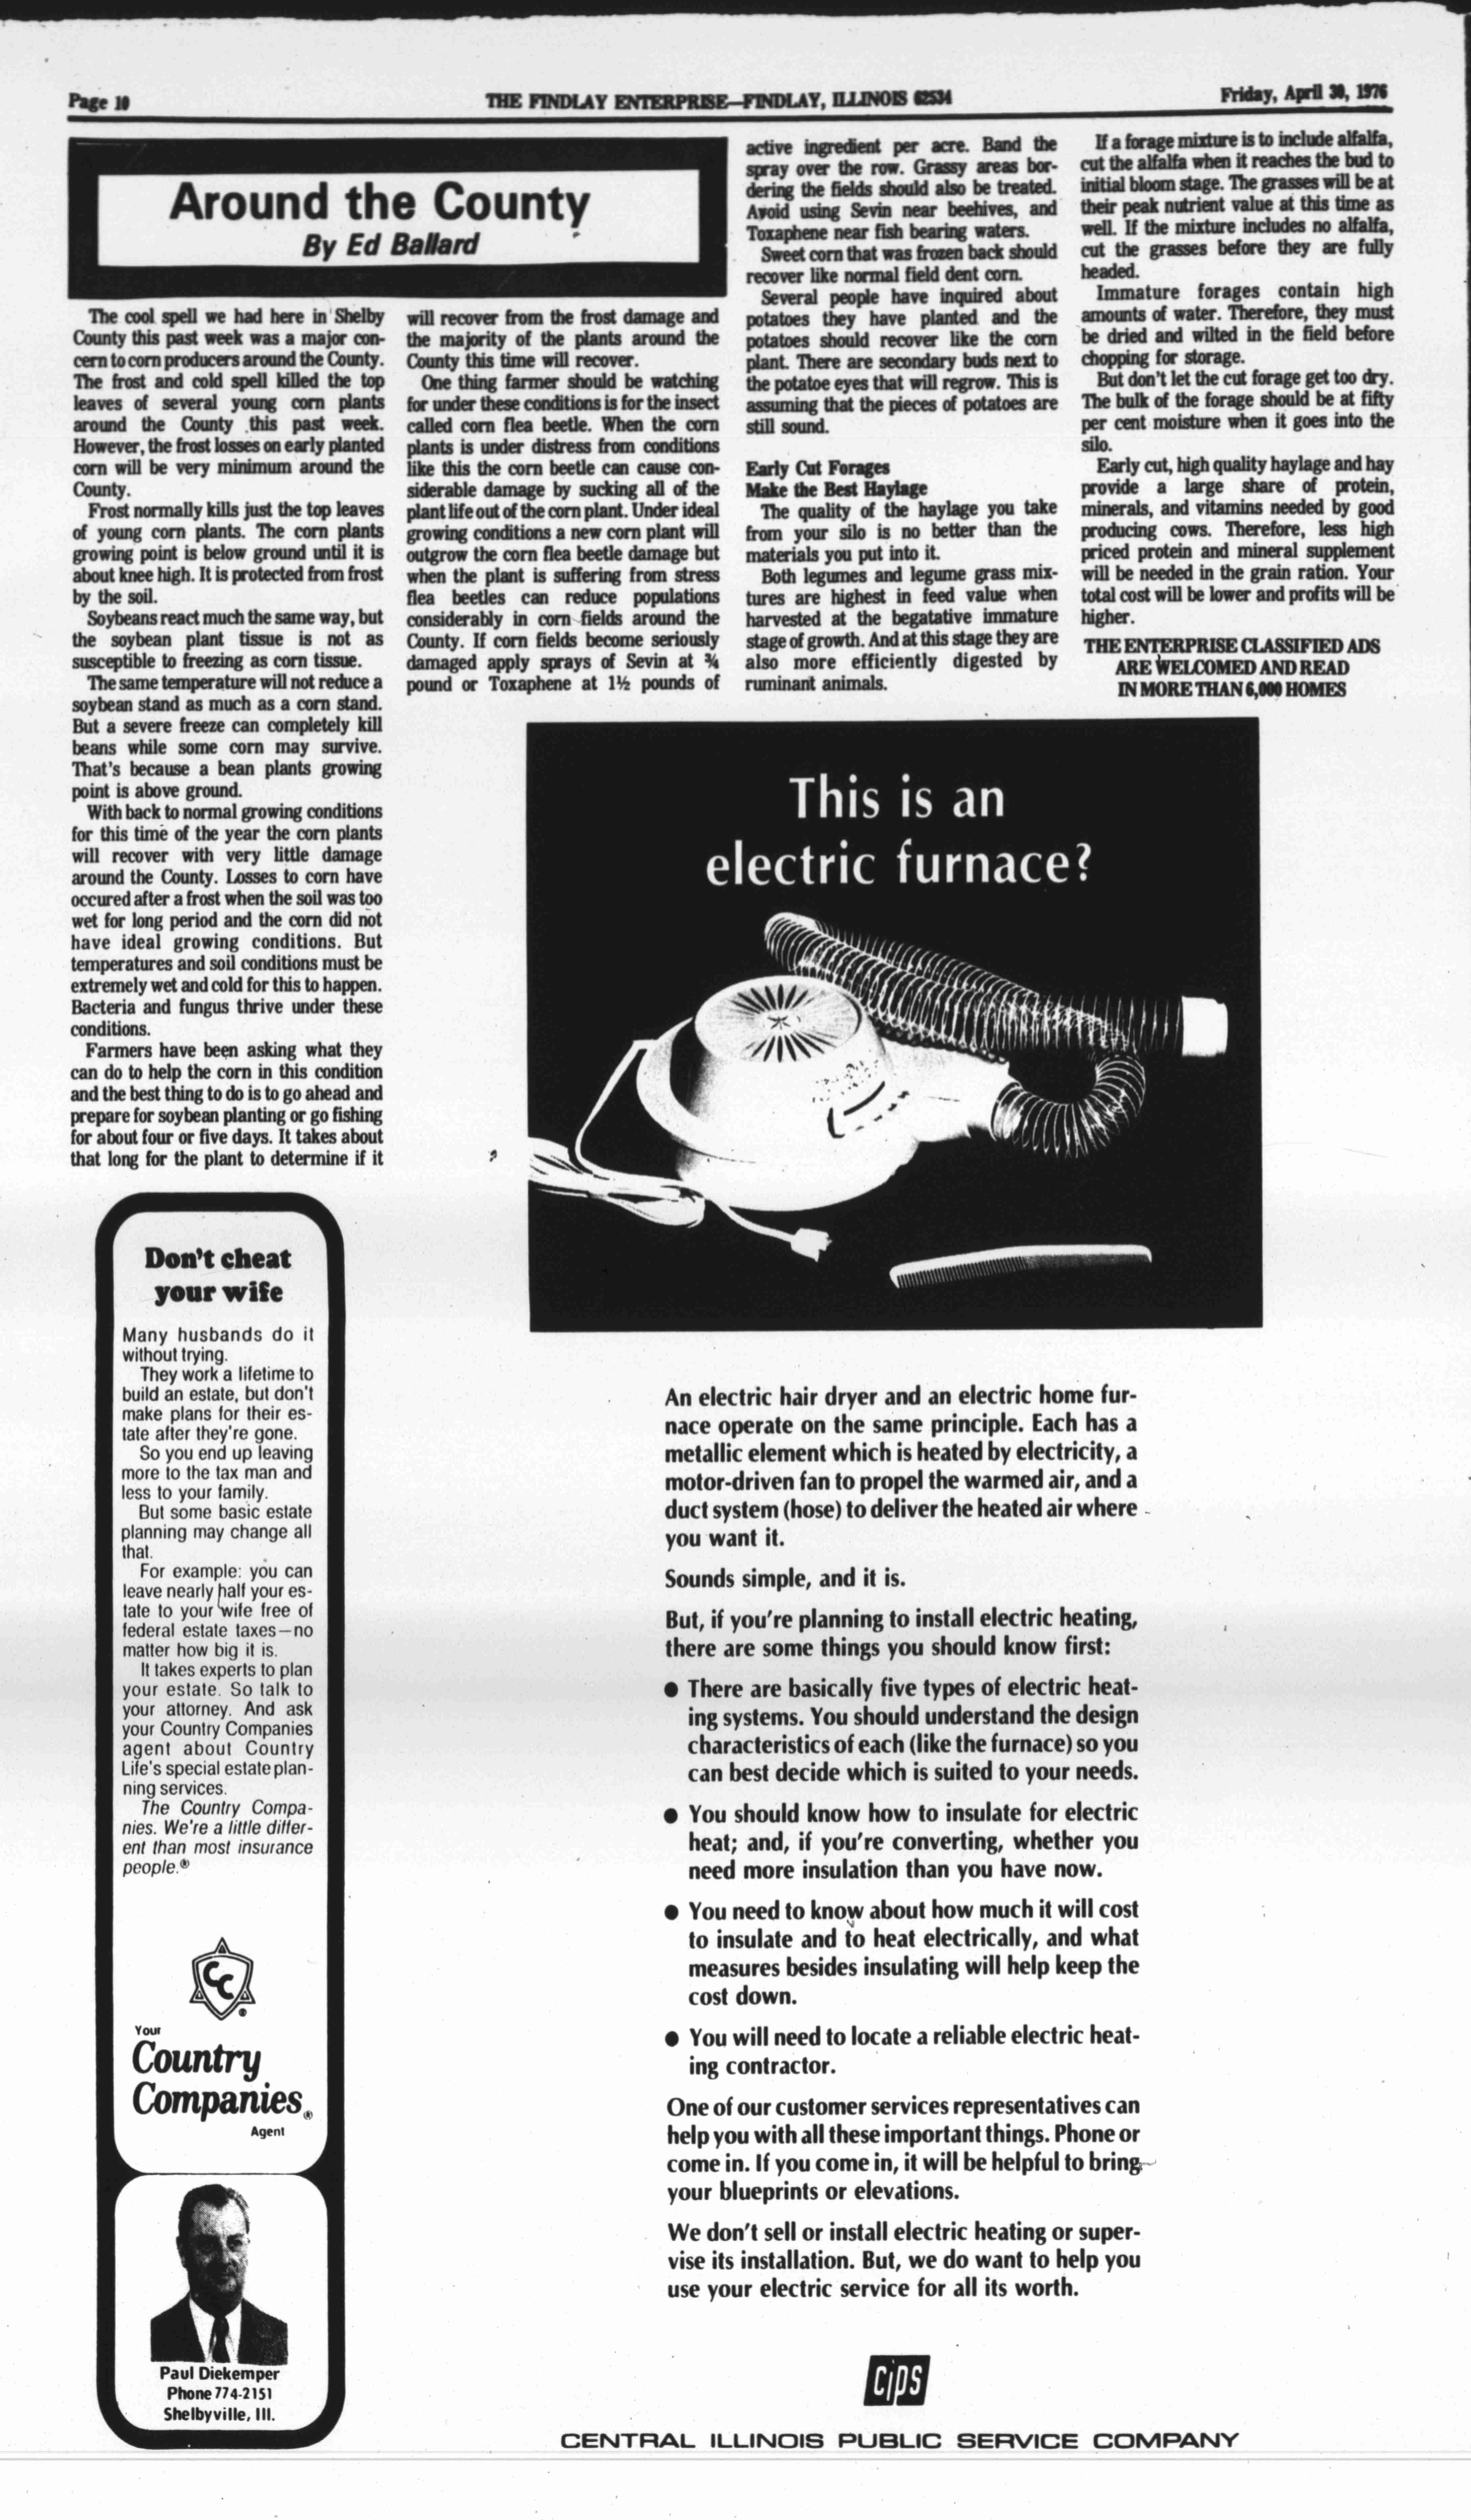 Page 10
THE FINDLAY ENTERPRISE—FINDLAY, ILLINOIS 62534
Friday, April 30, 1976
Around the County
By Ed Ballard
The cool spell we had here in Shelby
County this past week was a major con-
cern to corn producers around the County.
The frost and cold spell killed the top
leaves of several young corn plants
around the County this past week.
However, the frost losses on early planted
corn will be very minimum around the
County.
Frost normally kills just the top leaves
of young corn plants. The corn plants
growing point is below ground until it is
about knee high. It is protected from frost
by the soil.
Soybeans react much the same way, but
the soybean plant tissue is not as
susceptible to freezing as corn tissue.
The same temperature will not reduce a
soybean stand as much as a corn stand.
But a severe freeze can completely kill
beans while some corn may survive.
That's because a bean plants growing
point is above ground.
With back to normal growing conditions
for this time of the year the corn plants
will recover with very little damage
around the County. Losses to corn have
occured after a frost when the soil was too
wet for long period and the corn did not
have ideal growing conditions. But
temperatures and soil conditions must be
extremely wet and cold for this to happen.
Bacteria and fungus thrive under these
conditions.
Farmers have been asking what they
can do to help the corn in this condition
and the best thing to do is to go ahead and
prepare for soybean planting or go fishing
for about four or five days. It takes about
that long for the plant to determine if it
will recover from the frost damage and
the majority of the plants around the
County this time will recover.
One thing farmer should be watching
for under these conditions is for the insect
called corn flea beetle. When the corn
plants is under distress from conditions
like this the corn beetle can cause con-
siderable damage by sucking all of the
plant life out of the corn plant. Under ideal
growing conditions a new corn plant will
outgrow the corn flea beetle damage but
when the plant is suffering from stress
flea beetles can reduce populations
considerably in corn fields around the
County. If corn fields become seriously
damaged apply sprays of Sevin at ¾
pound or Toxaphene at 1½ pounds of
active ingredient per acre. Band the
spray over the row. Grassy areas bor-
dering the fields should also be treated.
Avoid using Sevin near beehives, and
Toxaphene near fish bearing waters.
Sweet corn that was frozen back should
recover like normal field dent corn.
Several people have inquired about
potatoes they have planted and the
potatoes should recover like the corn
plant. There are secondary buds next to
the potatoe eyes that will regrow. This is
assuming that the pieces of potatoes are
still sound.
Early Cut Forages
Make the Best Haylage
The quality of the haylage you take
from your silo is no better than the
materials you put into it.
Both legumes and legume grass mix-
tures are highest in feed value when
harvested at the begatative immature
stage of growth. And at this stage they are
also more efficiently digested by
ruminant animals.
If a forage mixture is to include alfalfa,
cut the alfalfa when it reaches the bud to
initial bloom stage. The grasses will be at
their peak nutrient value at this time as
well. If the mixture includes no alfalfa,
cut the grasses before they are fully
headed.
Immature forages contain high
amounts of water. Therefore, they must
be dried and wilted in the field before
chopping for storage.
But don't let the cut forage get too dry.
The bulk of the forage should be at fifty
per cent moisture when it goes into the
silo.
Early cut, high quality haylage and hay
provide a large share of protein,
minerals, and vitamins needed by good
producing cows. Therefore, less high
priced protein and mineral supplement
will be needed in the grain ration. Your
total cost will be lower and profits will be
higher.
THE ENTERPRISE CLASSIFIED ADS
ARE WELCOMED AND READ
IN MORE THAN 6,000 HOMES
Don't cheat
your wife
Many husbands do it
without trying.
They work a lifetime to
build an estate, but don't
make plans for their es-
tate after they're gone.
So you end up leaving
more to the tax man and
less to your family.
But some basic estate
planning may change all
that.
For example: you can
leave nearly half your es-
tate to your wife free of
federal estate taxes—no
matter how big it is.
It takes experts to plan
your estate. So talk to
your attorney. And ask
your Country Companies
agent about Country
Life's special estate plan-
ning services.
The Country Compa-
nies. We're a little differ-
ent than most insurance
people.®
CC ®
Your
Country
Companies®
Agent
Paul Diekemper
Phone 774-2151
Shelbyville, Ill.
This is an
electric furnace?
An electric hair dryer and an electric home fur-
nace operate on the same principle. Each has a
metallic element which is heated by electricity, a
motor-driven fan to propel the warmed air, and a
duct system (hose) to deliver the heated air where
you want it.
Sounds simple, and it is.
But, if you're planning to install electric heating,
there are some things you should know first:
● There are basically five types of electric heat-
ing systems. You should understand the design
characteristics of each (like the furnace) so you
can best decide which is suited to your needs.
● You should know how to insulate for electric
heat; and, if you're converting, whether you
need more insulation than you have now.
● You need to know about how much it will cost
to insulate and to heat electrically, and what
measures besides insulating will help keep the
cost down.
● You will need to locate a reliable electric heat-
ing contractor.
One of our customer services representatives can
help you with all these important things. Phone or
come in. If you come in, it will be helpful to bring
your blueprints or elevations.
We don't sell or install electric heating or super-
vise its installation. But, we do want to help you
use your electric service for all its worth.
CIPS
CENTRAL ILLINOIS PUBLIC SERVICE COMPANY